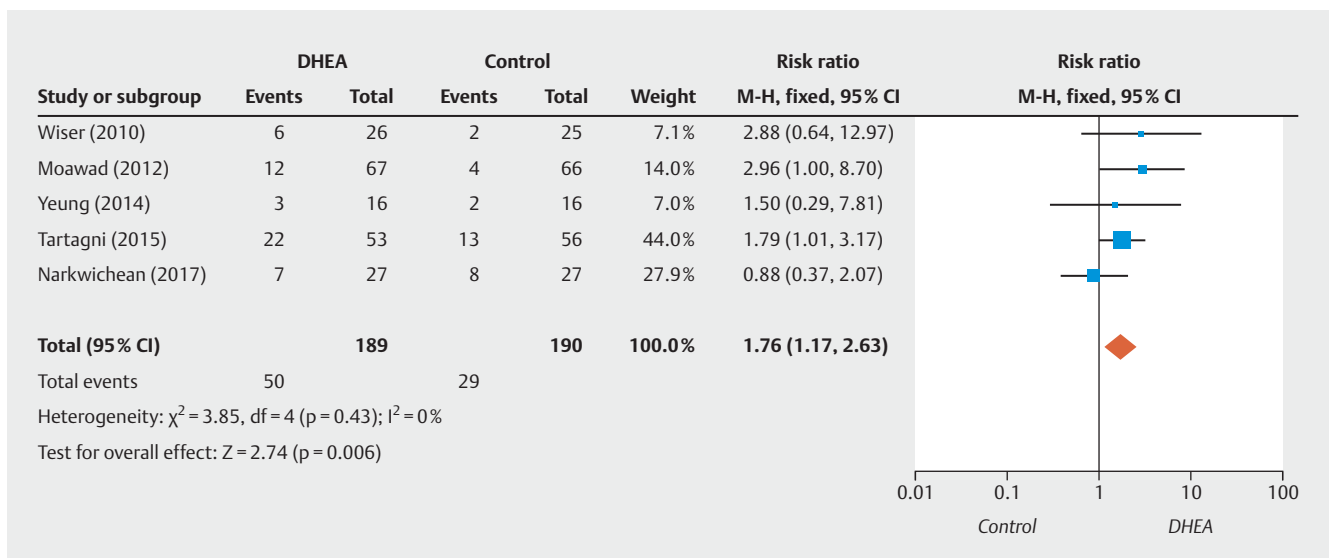 DHEA Control Risk ratio Risk ratio
Study or subgroup Events Total Events Total Weight M-H, fixed, 95% CI M-H, fixed, 95% CI
Wiser (2010) 6 26 2 25 7.1% 2.88 (0.64, 12.97)
Moawad (2012) 12 67 4 66 14.0% 2.96 (1.00, 8.70)
Yeung (2014) 3 16 2 16 7.0% 1.50 (0.29, 7.81)
Tartagni (2015) 22 53 13 56 44.0% 1.79 (1.01, 3.17)
Narkwichean (2017) 7 27 8 27 27.9% 0.88 (0.37, 2.07)
Total (95% CI) 189 190 100.0% 1.76 (1.17, 2.63)
Total events 50 29
Heterogeneity: χ² = 3.85, df = 4 (p = 0.43); I² = 0%
Test for overall effect: Z = 2.74 (p = 0.006)
0.01 0.1 1 10 100
Control DHEA